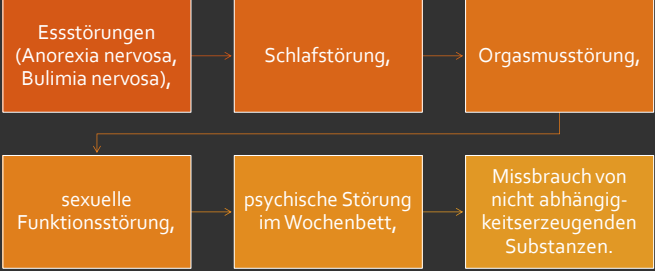 Essstörungen
(Anorexia nervosa,
Bulimia nervosa),
Schlafstörung,
Orgasmusstörung,
sexuelle
Funktionsstörung,
psychische Störung
im Wochenbett,
Missbrauch von
nicht abhängig-
keitserzeugenden
Substanzen.